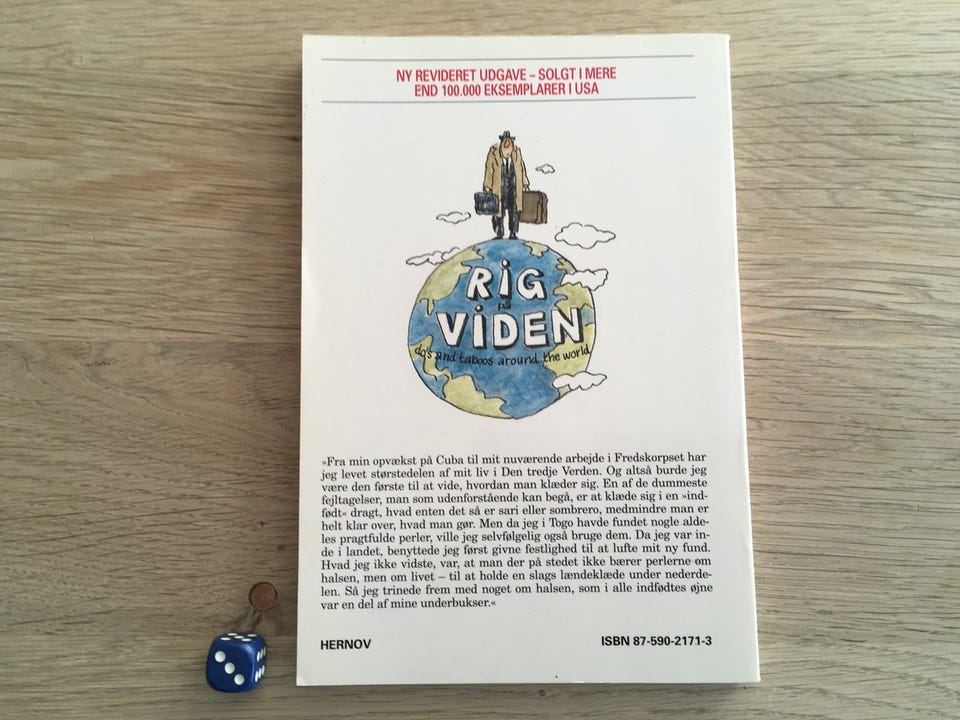 NY REVIDERET UDGAVE – SOLGT I MERE
END 100.000 EKSEMPLARER I USA
RiG
på
ViDEN
do's and taboos around the world
»Fra min opvækst på Cuba til mit nuværende arbejde i Fredskorpset har
jeg levet størstedelen af mit liv i Den tredje Verden. Og altså burde jeg
være den første til at vide, hvordan man klæder sig. En af de dummeste
fejltagelser, man som udenforstående kan begå, er at klæde sig i en »ind-
født« dragt, hvad enten det så er sari eller sombrero, medmindre man er
helt klar over, hvad man gør. Men da jeg i Togo havde fundet nogle alde-
les pragtfulde perler, ville jeg selvfølgelig også bruge dem. Da jeg var in-
de i landet, benyttede jeg først givne festlighed til at lufte mit ny fund.
Hvad jeg ikke vidste, var, at man der på stedet ikke bærer perlerne om
halsen, men om livet – til at holde en slags lændeklæde under nederde-
len. Så jeg trinede frem med noget om halsen, som i alle indfødtes øjne
var en del af mine underbukser.«
HERNOV
ISBN 87-590-2171-3